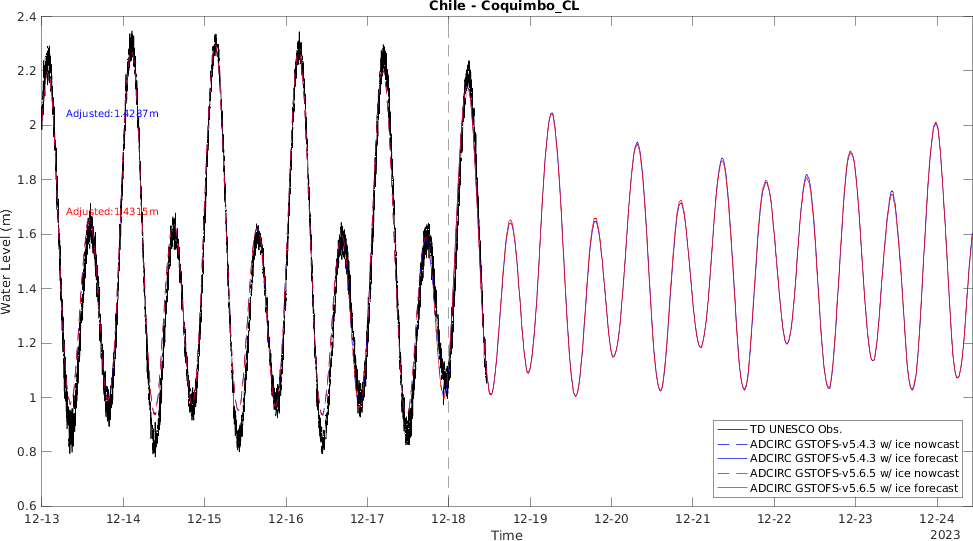 Chile - Coquimbo_CL
2.4
2.2
2
1.8
1.6
1.4
1.2
1
0.8
0.6
Water Level (m)
Adjusted:1.4287m
Adjusted:1.4315m
TD UNESCO Obs.
ADCIRC GSTOFS-v5.4.3 w/ ice nowcast
ADCIRC GSTOFS-v5.4.3 w/ ice forecast
ADCIRC GSTOFS-v5.6.5 w/ ice nowcast
ADCIRC GSTOFS-v5.6.5 w/ ice forecast
12-13 12-14 12-15 12-16 12-17 12-18 12-19 12-20 12-21 12-22 12-23 12-24
Time
2023